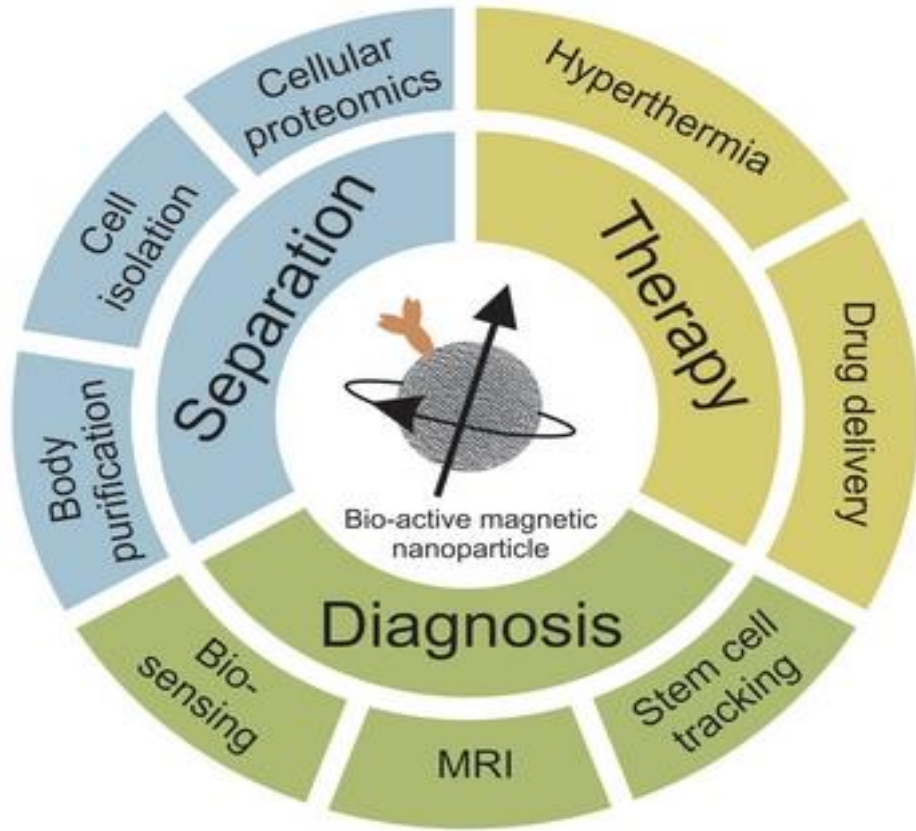 Cellular
proteomics
Hyperthermia
Cell
isolation
Separation
Therapy
Drug delivery
Body
purification
Bio-active magnetic
nanoparticle
Diagnosis
Bio-
sensing
MRI
Stem cell
tracking